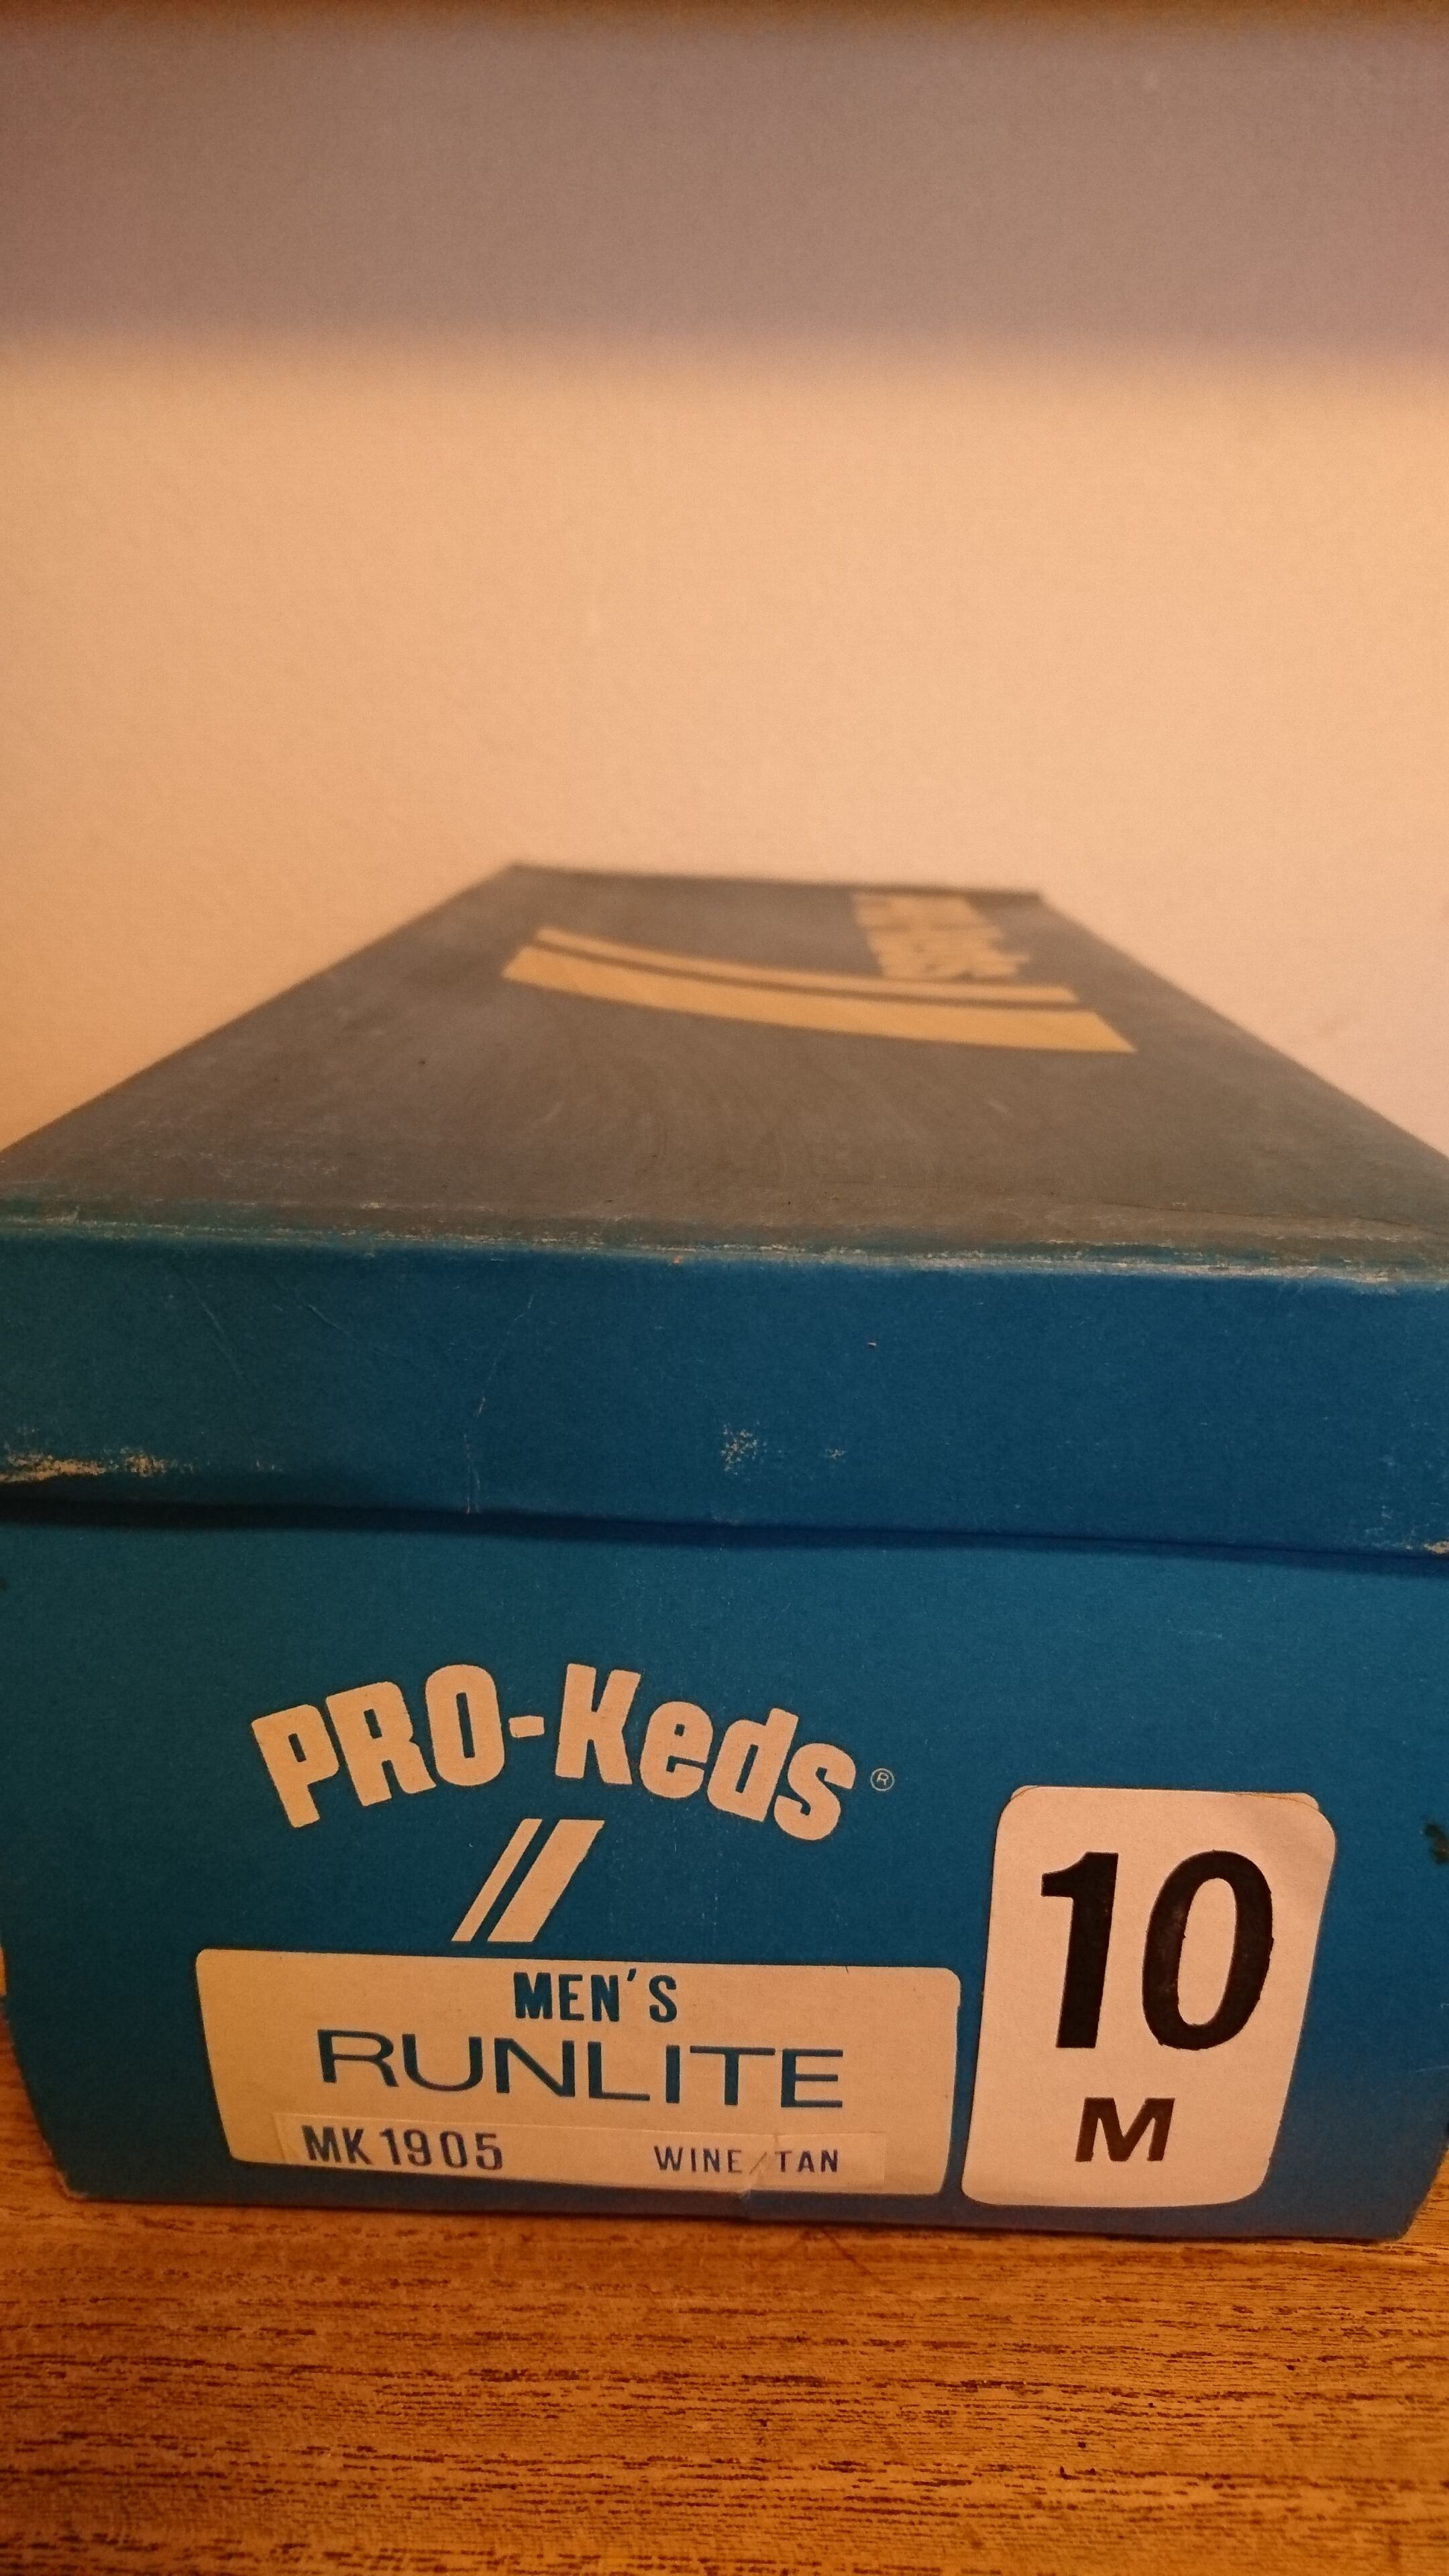 PRO-Keds®
MEN'S
RUNLITE
MK1905 WINE/TAN
10
M